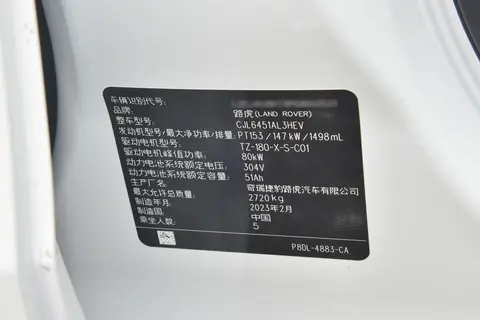 车辆识别代号:
品牌: 路虎(LAND ROVER)
整车型号: CJL6451AL3HEV
发动机型号/最大净功率/排量: PT153/147kW/1498mL
驱动电机型号: TZ-180-X-S-C01
驱动电机峰值功率: 80kW
动力电池系统额定电压: 304V
动力电池系统额定容量: 51Ah
生产厂名: 奇瑞捷豹路虎汽车有限公司
最大允许总质量: 2720kg
制造年月: 2023年2月
制造国: 中国
乘坐人数: 5
P8DL-4883-CA